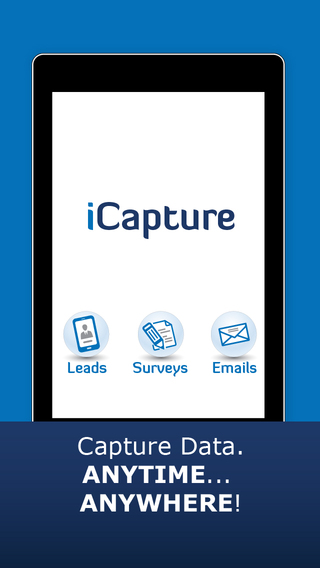 iCapture
Leads Surveys Emails
Capture Data.
ANYTIME...
ANYWHERE!